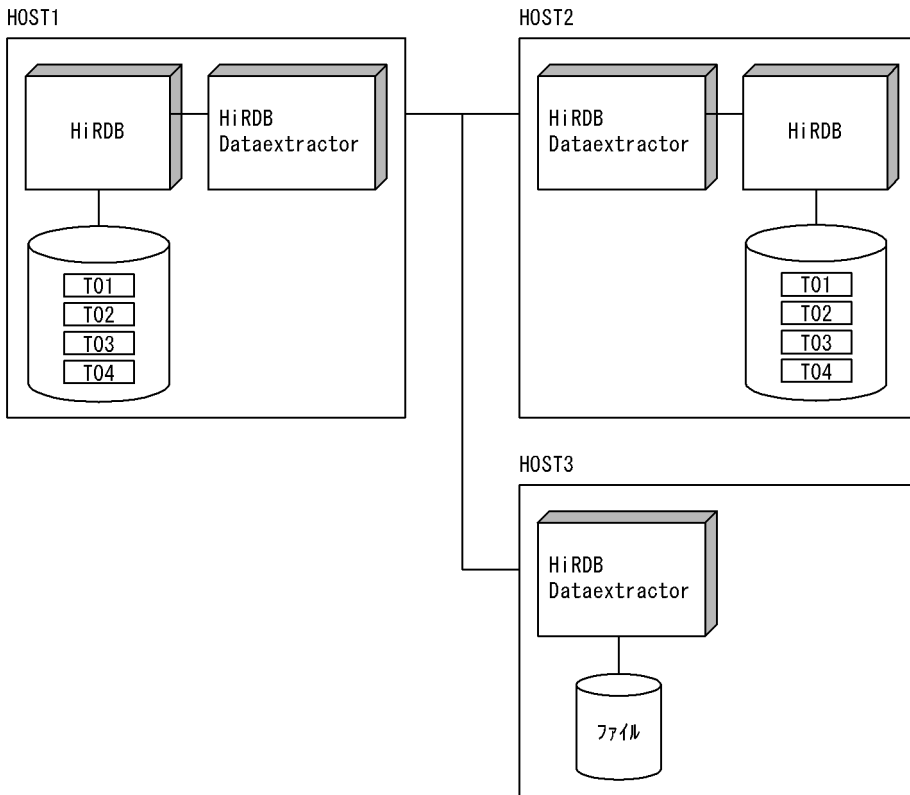 HOST1
HiRDB
HiRDB
Dataextractor
T01
T02
T03
T04
HOST2
HiRDB
Dataextractor
HiRDB
T01
T02
T03
T04
HOST3
HiRDB
Dataextractor
ファイル